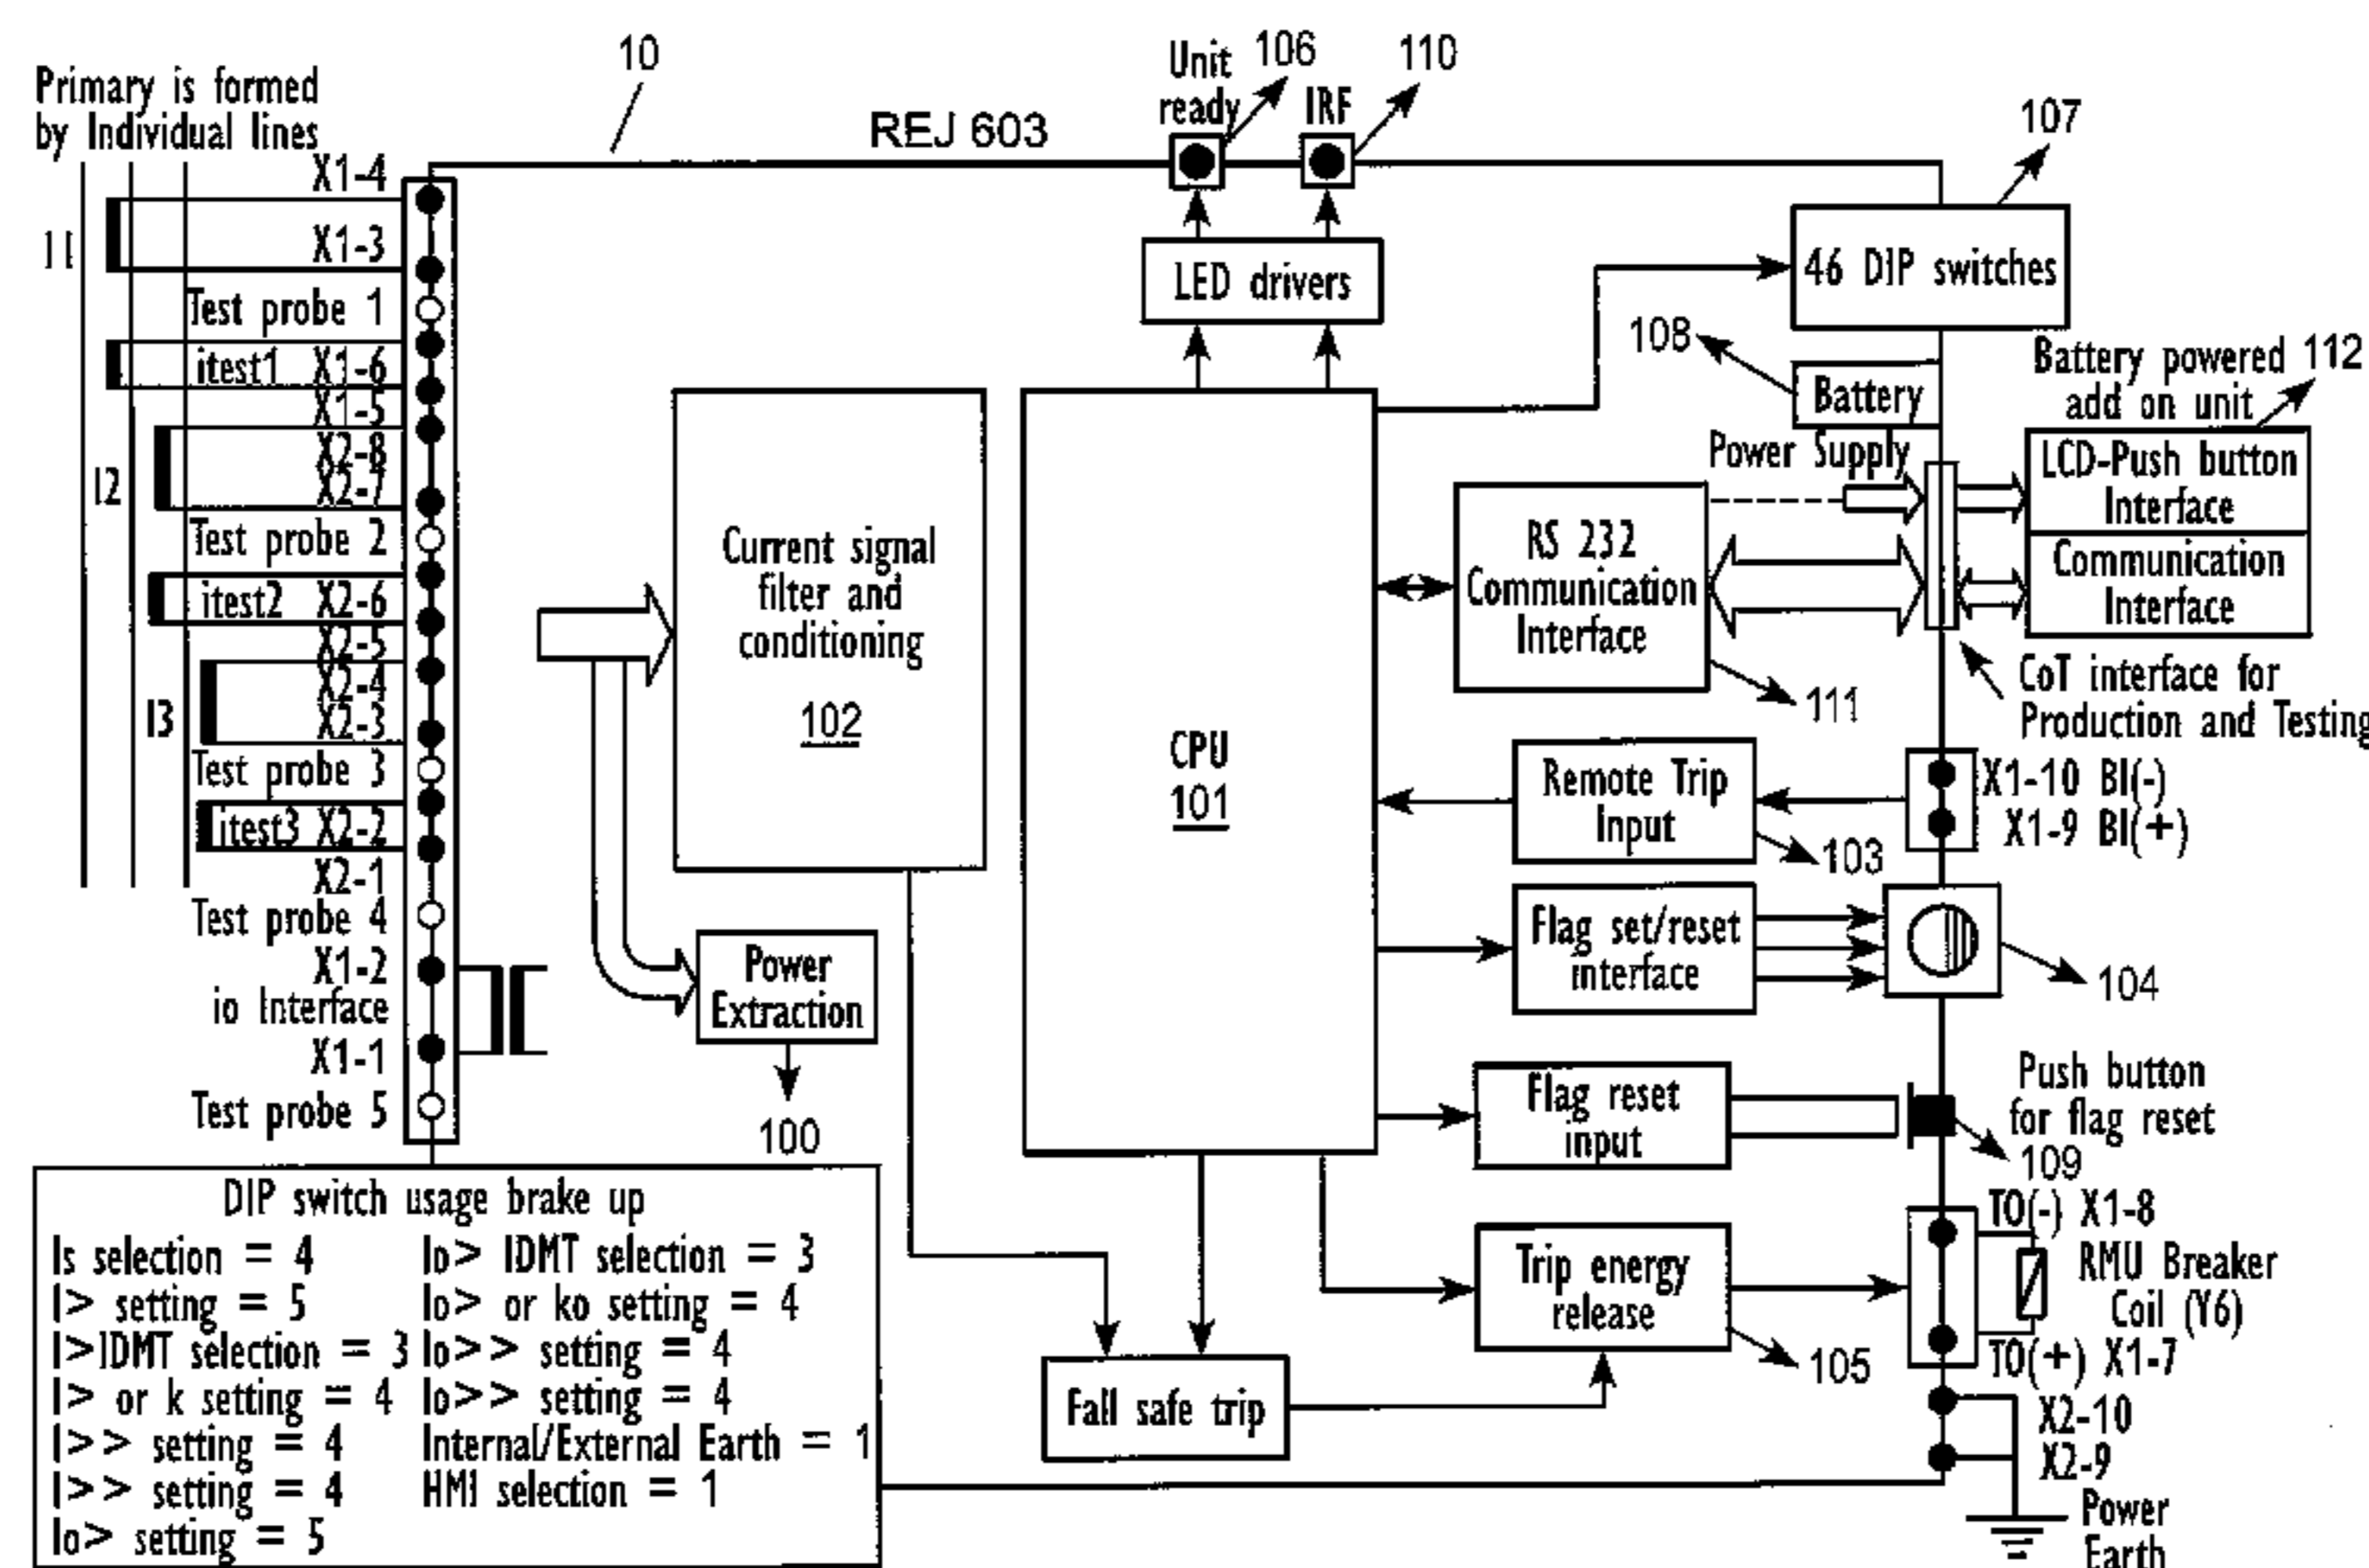 Primary is formed
by Individual lines
10
REJ 603
Unit
ready
106
IRF
110
107
X1-4
I1
X1-3
Test probe 1
itest1 X1-6
X1-5
X2-8
I2
X2-7
Test probe 2
itest2 X2-6
X2-5
X2-4
I3
X2-3
Test probe 3
itest3 X2-2
X2-1
Test probe 4
X1-2
io Interface
X1-1
Test probe 5
LED drivers
46 DIP switches
108
Battery
Battery powered
add on unit
112
Power Supply
LCD-Push button
Interface
Communication
Interface
Current signal
filter and
conditioning
102
CPU
101
RS 232
Communication
Interface
111
CoT interface for
Production and Testing
Remote Trip
Input
103
X1-10 BI(-)
X1-9 BI(+)
Flag set/reset
interface
104
Power
Extraction
100
Flag reset
input
Push button
for flag reset
109
Trip energy
release
105
TO(-) X1-8
RMU Breaker
Coil (Y6)
TO(+) X1-7
Fall safe trip
X2-10
X2-9
Power
Earth
DIP switch usage brake up
Is selection = 4
I> setting = 5
I>IDMT selection = 3
I> or k setting = 4
I>> setting = 4
I>> setting = 4
Io> setting = 5
Io> IDMT selection = 3
Io> or ko setting = 4
Io>> setting = 4
Io>> setting = 4
Internal/External Earth = 1
HMI selection = 1